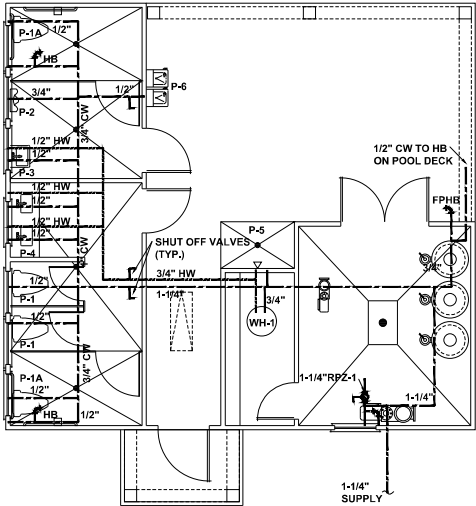 P-1A
1/2"
HB
3/4"
1/2"
P-6
P-2
3/4" CW
1/2" HW
1/2"
P-3
1/2" HW
1/2"
1/2" HW
1/2"
P-4
CW
1/2" CW TO HB
ON POOL DECK
FPHB
P-5
SHUT OFF VALVES
(TYP.)
3/4" HW
1-1/4"
3/4"
3/4"
WH-1
P-1
1/2"
1/2"
P-1
3/4" CW
P-1A
1/2"
HB
1/2"
1-1/4"RPZ-1
1-1/4"
1-1/4"
SUPPLY